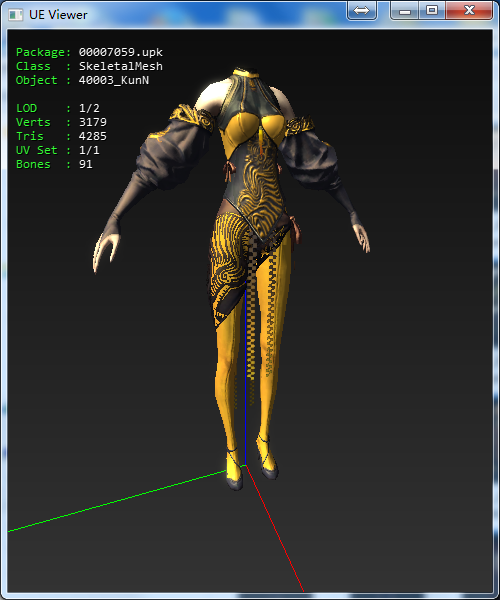 UE Viewer
Package: 00007059.upk
Class  : SkeletalMesh
Object : 40003_KunN
LOD    : 1/2
Verts  : 3179
Tris   : 4285
UV Set : 1/1
Bones  : 91